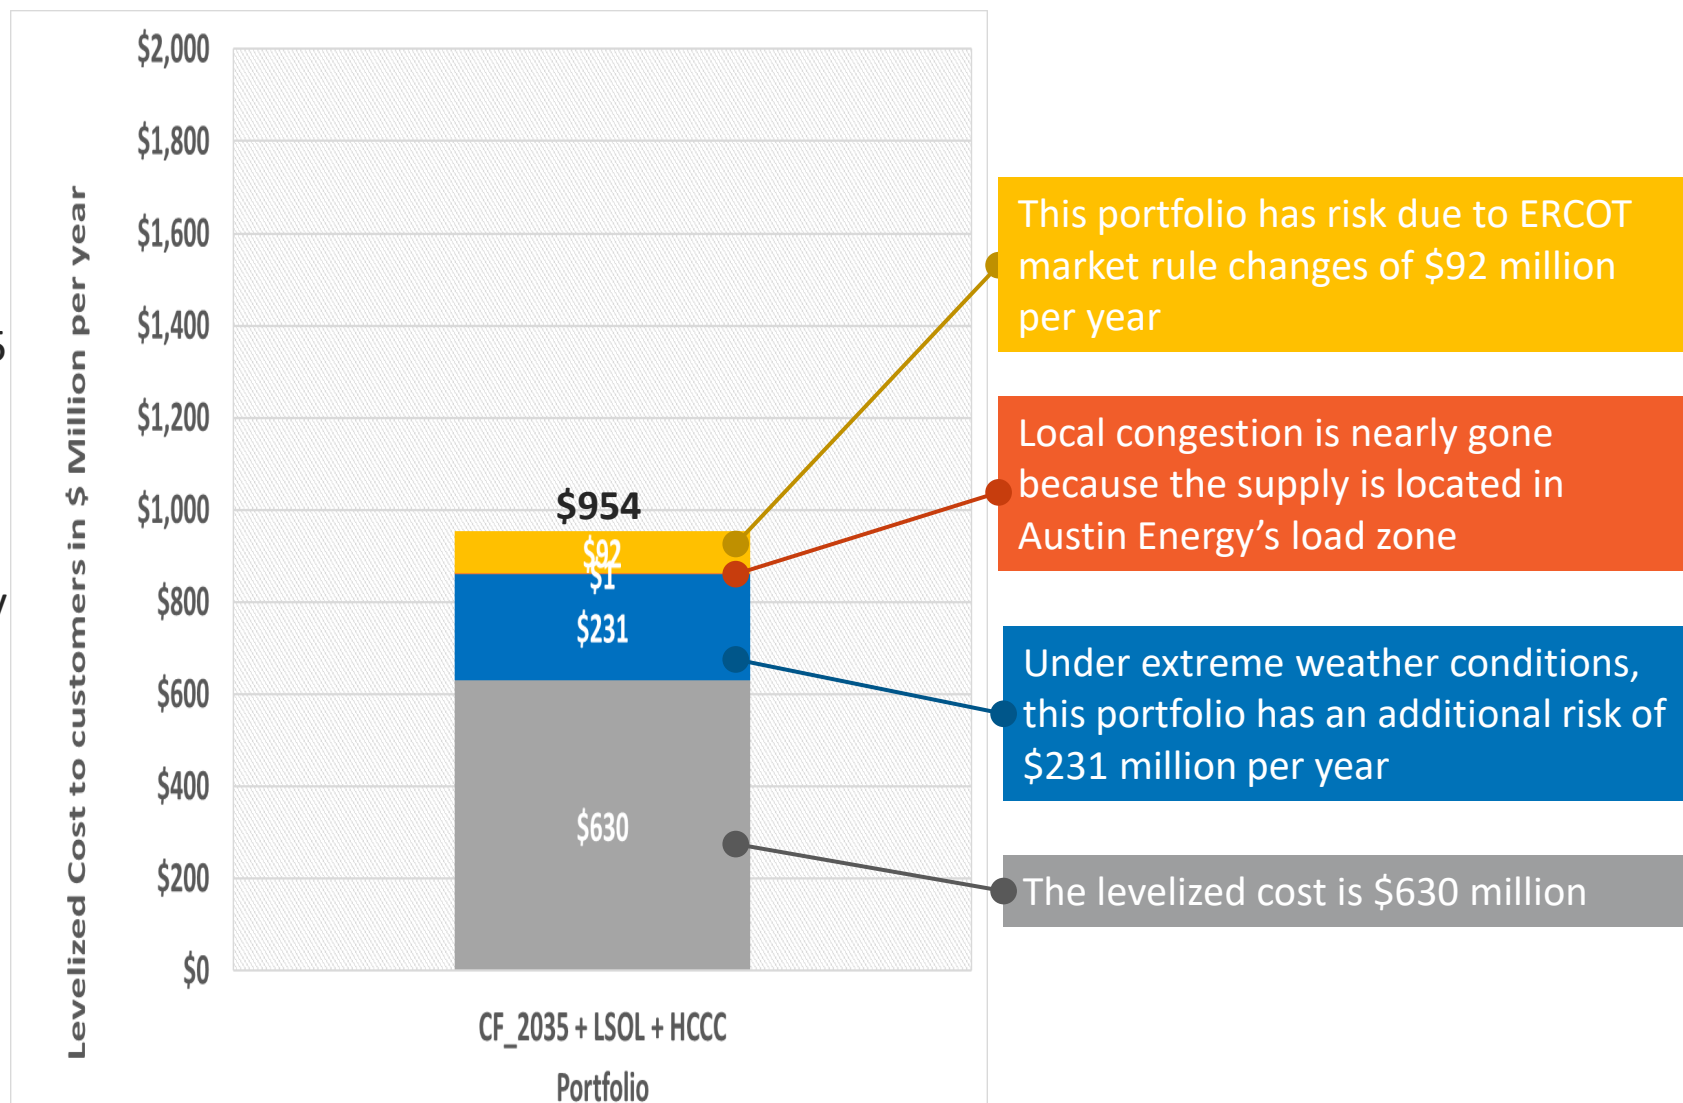 $2,000
$1,800
$1,600
$1,400
$1,200
$1,000
$800
$600
$400
$200
$0
Levelized Cost to customers in $ Million per year
$954
$92
$1
$231
$630
CF_2035 + LSOL + HCCC
Portfolio
This portfolio has risk due to ERCOT
market rule changes of $92 million
per year
Local congestion is nearly gone
because the supply is located in
Austin Energy’s load zone
Under extreme weather conditions,
this portfolio has an additional risk of
$231 million per year
The levelized cost is $630 million